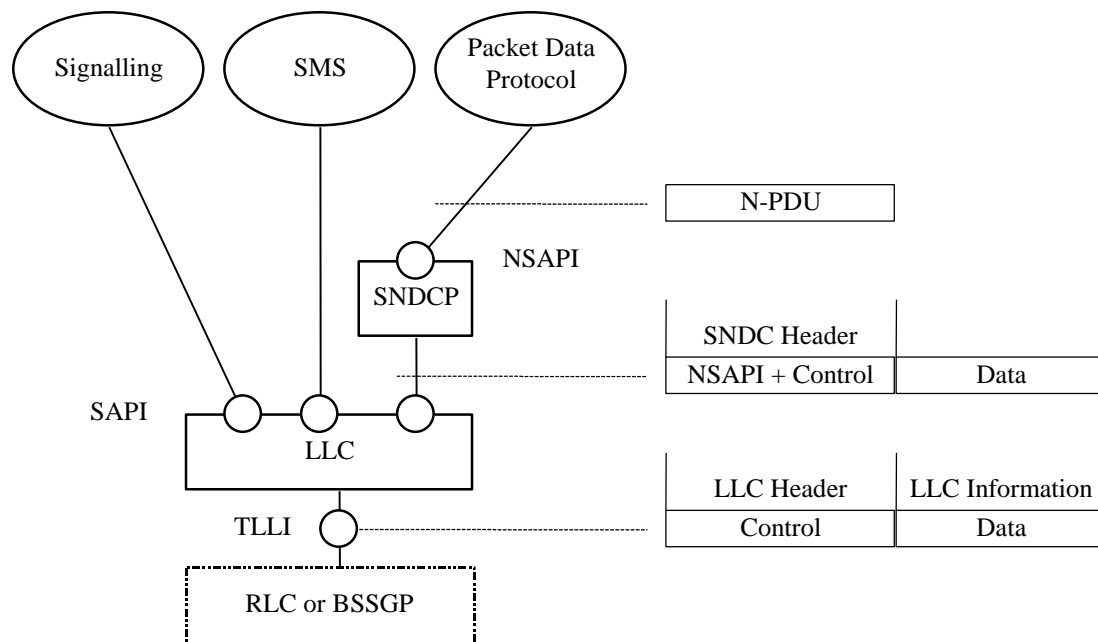 Signalling
SMS
Packet Data
Protocol
N-PDU
NSAPI
SNDCP
SNDC Header
NSAPI + Control
Data
SAPI
LLC
LLC Header
LLC Information
TLLI
Control
Data
RLC or BSSGP